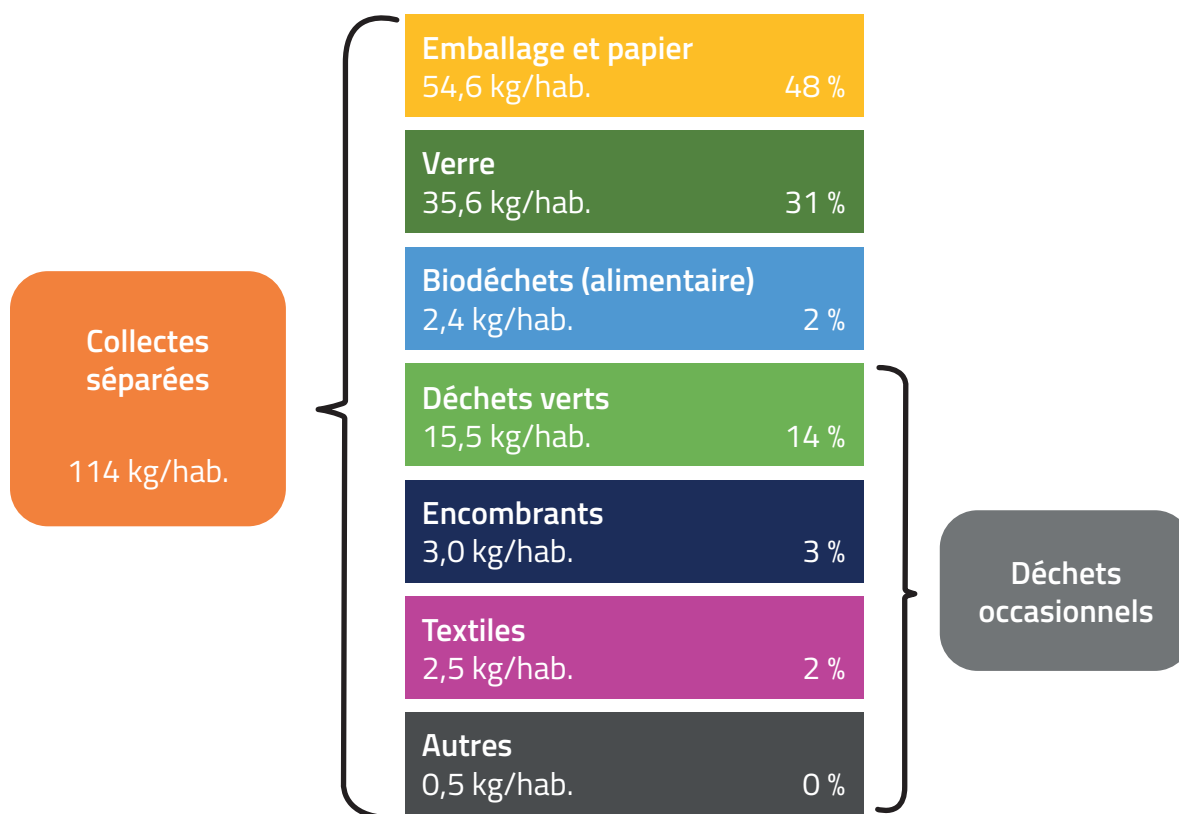 Collectes
séparées
114 kg/hab.
Emballage et papier
54,6 kg/hab. 48 %
Verre
35,6 kg/hab. 31 %
Biodéchets (alimentaire)
2,4 kg/hab. 2 %
Déchets verts
15,5 kg/hab. 14 %
Encombrants
3,0 kg/hab. 3 %
Textiles
2,5 kg/hab. 2 %
Autres
0,5 kg/hab. 0 %
Déchets
occasionnels